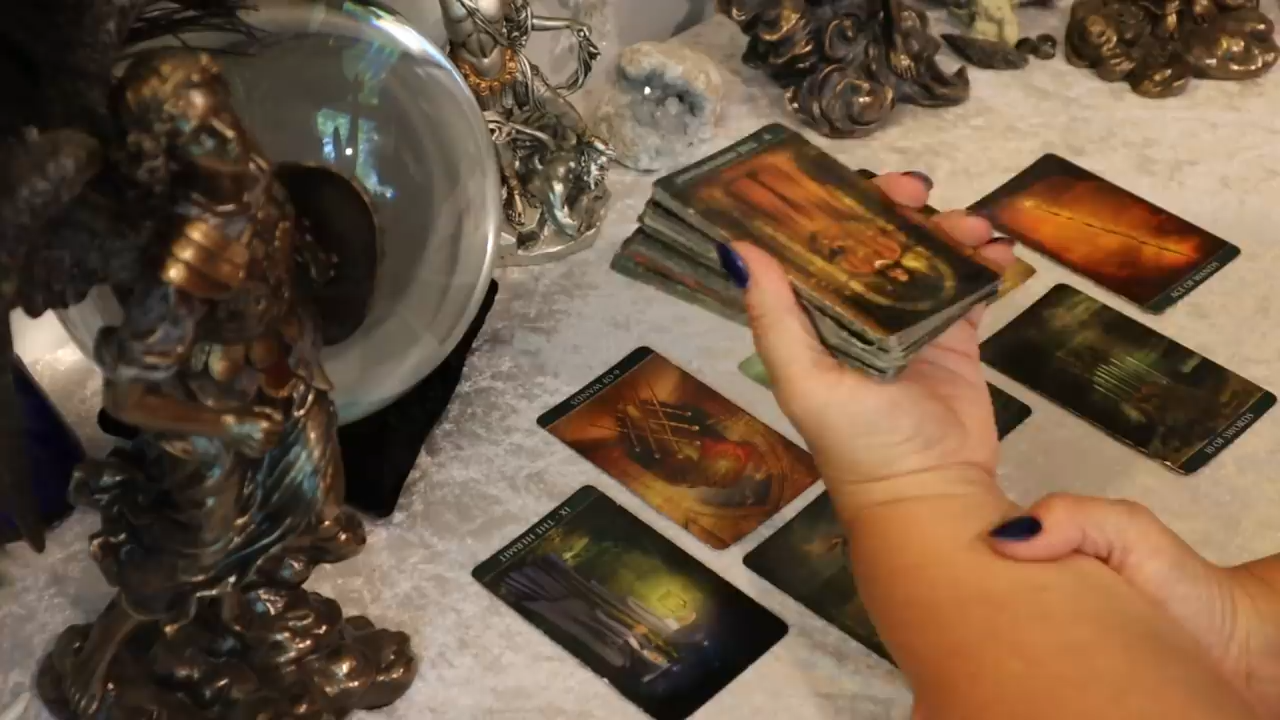 ACE OF WANDS
6 OF WANDS
10 OF SWORDS
IX · THE HERMIT